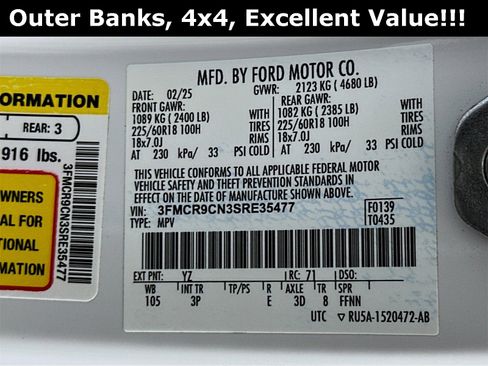 Outer Banks, 4x4, Excellent Value!!!
FORMATION
REAR: 3
916 lbs.
WNERS
AL FOR
TIONAL
MATION
3FMCR9CN3SRE35477
MFD. BY FORD MOTOR CO.
DATE: 02/25 GVWR: 2123 KG ( 4680 LB)
FRONT GAWR: REAR GAWR:
1089 KG ( 2400 LB) WITH 1082 KG ( 2385 LB) WITH
225/60R18 100H TIRES 225/60R18 100H TIRES
18x7.0J RIMS 18x7.0J RIMS
AT 230 kPa/ 33 PSI COLD AT 230 kPa/ 33 PSI COLD
THIS VEHICLE CONFORMS TO ALL APPLICABLE FEDERAL MOTOR
VEHICLE SAFETY AND THEFT PREVENTION STANDARDS IN
EFFECT ON THE DATE OF MANUFACTURE SHOWN ABOVE.
VIN: 3FMCR9CN3SRE35477 F0139
TYPE: MPV T0435
EXT PNT: YZ RC: 71 DSO:
WB INT TR TP/PS R AXLE TR SPR
105 3P E 3D 8 FFNN
UTC ▽ RU5A-1520472-AB